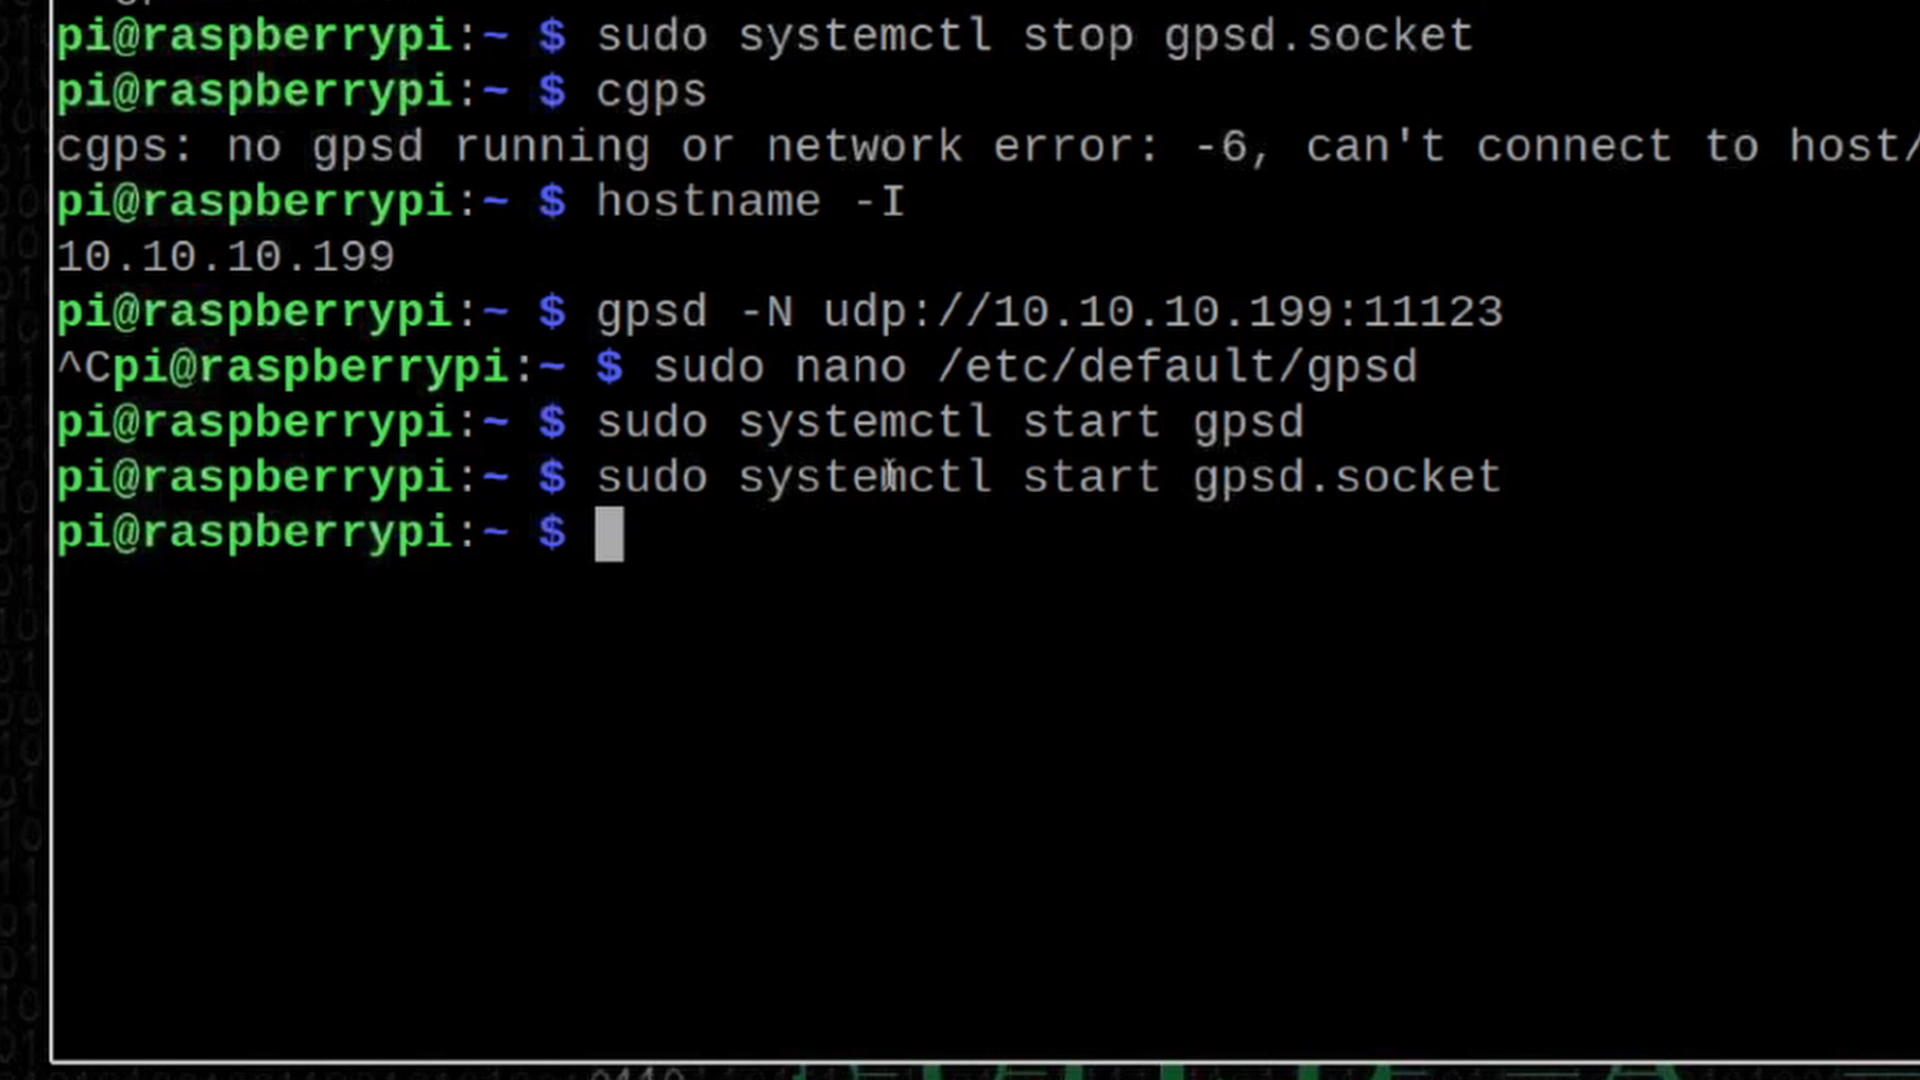 pi@raspberrypi:~ $ sudo systemctl stop gpsd.socket
pi@raspberrypi:~ $ cgps
cgps: no gpsd running or network error: -6, can't connect to host/
pi@raspberrypi:~ $ hostname -I
10.10.10.199
pi@raspberrypi:~ $ gpsd -N udp://10.10.10.199:11123
^Cpi@raspberrypi:~ $ sudo nano /etc/default/gpsd
pi@raspberrypi:~ $ sudo systemctl start gpsd
pi@raspberrypi:~ $ sudo systemctl start gpsd.socket
pi@raspberrypi:~ $